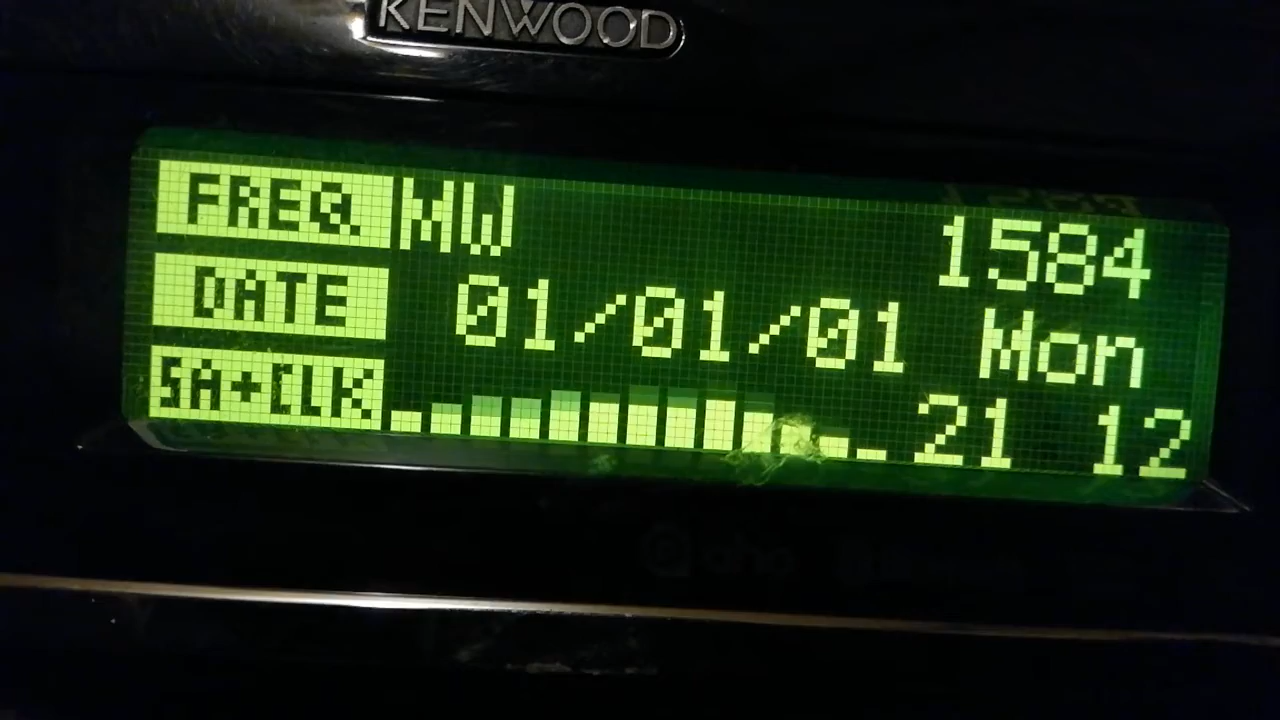 KENWOOD
FREQ. MW 1584
DATE 01/01/01 Mon
SA+CLK 21 12